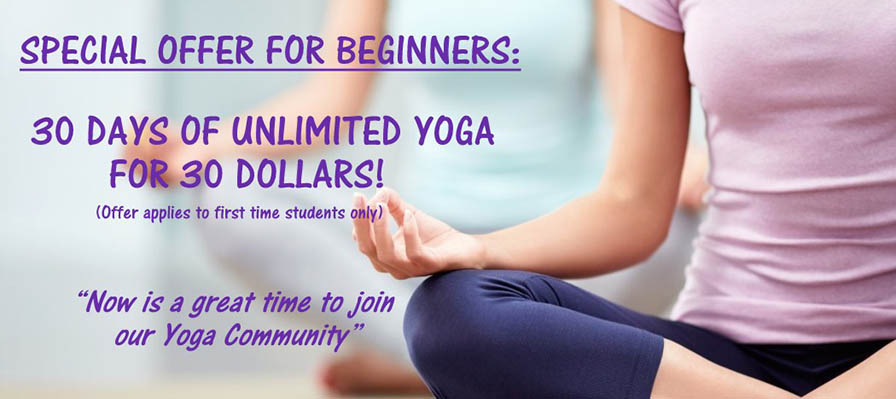 SPECIAL OFFER FOR BEGINNERS:
30 DAYS OF UNLIMITED YOGA
FOR 30 DOLLARS!
(Offer applies to first time students only)
“Now is a great time to join
our Yoga Community”